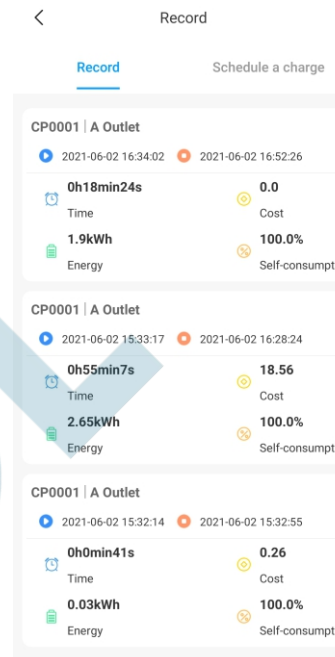 Record
Record Schedule a charge
CP0001 | A Outlet
2021-06-02 16:34:02 2021-06-02 16:52:26
0h18min24s 0.0
Time Cost
1.9kWh 100.0%
Energy Self-consumpt
CP0001 | A Outlet
2021-06-02 15:33:17 2021-06-02 16:28:24
0h55min7s 18.56
Time Cost
2.65kWh 100.0%
Energy Self-consumpt
CP0001 | A Outlet
2021-06-02 15:32:14 2021-06-02 15:32:55
0h0min41s 0.26
Time Cost
0.03kWh 100.0%
Energy Self-consumpt